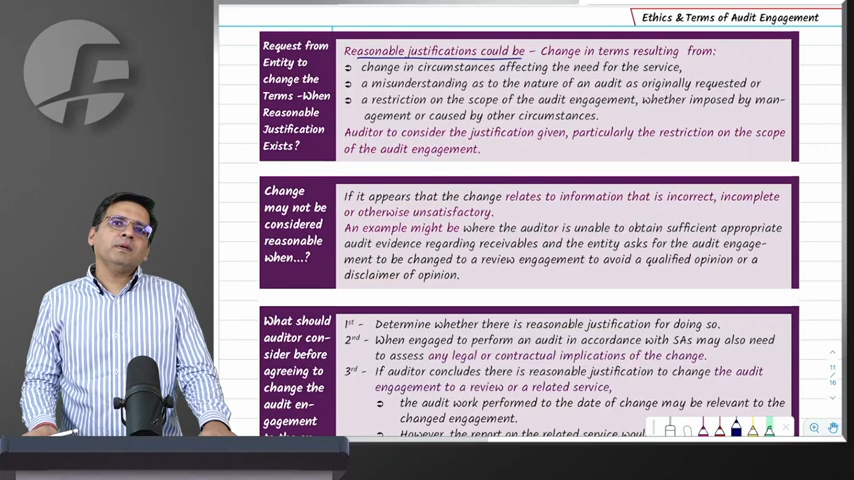 Ethics & Terms of Audit Engagement
Request from
Entity to
change the
Terms -When
Reasonable
Justification
Exists?
Reasonable justifications could be – Change in terms resulting from:
change in circumstances affecting the need for the service,
a misunderstanding as to the nature of an audit as originally requested or
a restriction on the scope of the audit engagement, whether imposed by man-
agement or caused by other circumstances.
Auditor to consider the justification given, particularly the restriction on the scope
of the audit engagement.
Change
may not be
considered
reasonable
when...?
If it appears that the change relates to information that is incorrect, incomplete
or otherwise unsatisfactory.
An example might be where the auditor is unable to obtain sufficient appropriate
audit evidence regarding receivables and the entity asks for the audit engage-
ment to be changed to a review engagement to avoid a qualified opinion or a
disclaimer of opinion.
What should
auditor con-
sider before
agreeing to
change the
audit en-
gagement
1st - Determine whether there is reasonable justification for doing so.
2nd - When engaged to perform an audit in accordance with SAs may also need
to assess any legal or contractual implications of the change.
3rd - If auditor concludes there is reasonable justification to change the audit
engagement to a review or a related service,
the audit work performed to the date of change may be relevant to the
changed engagement.
However, the report on the related service woul
11
/
16